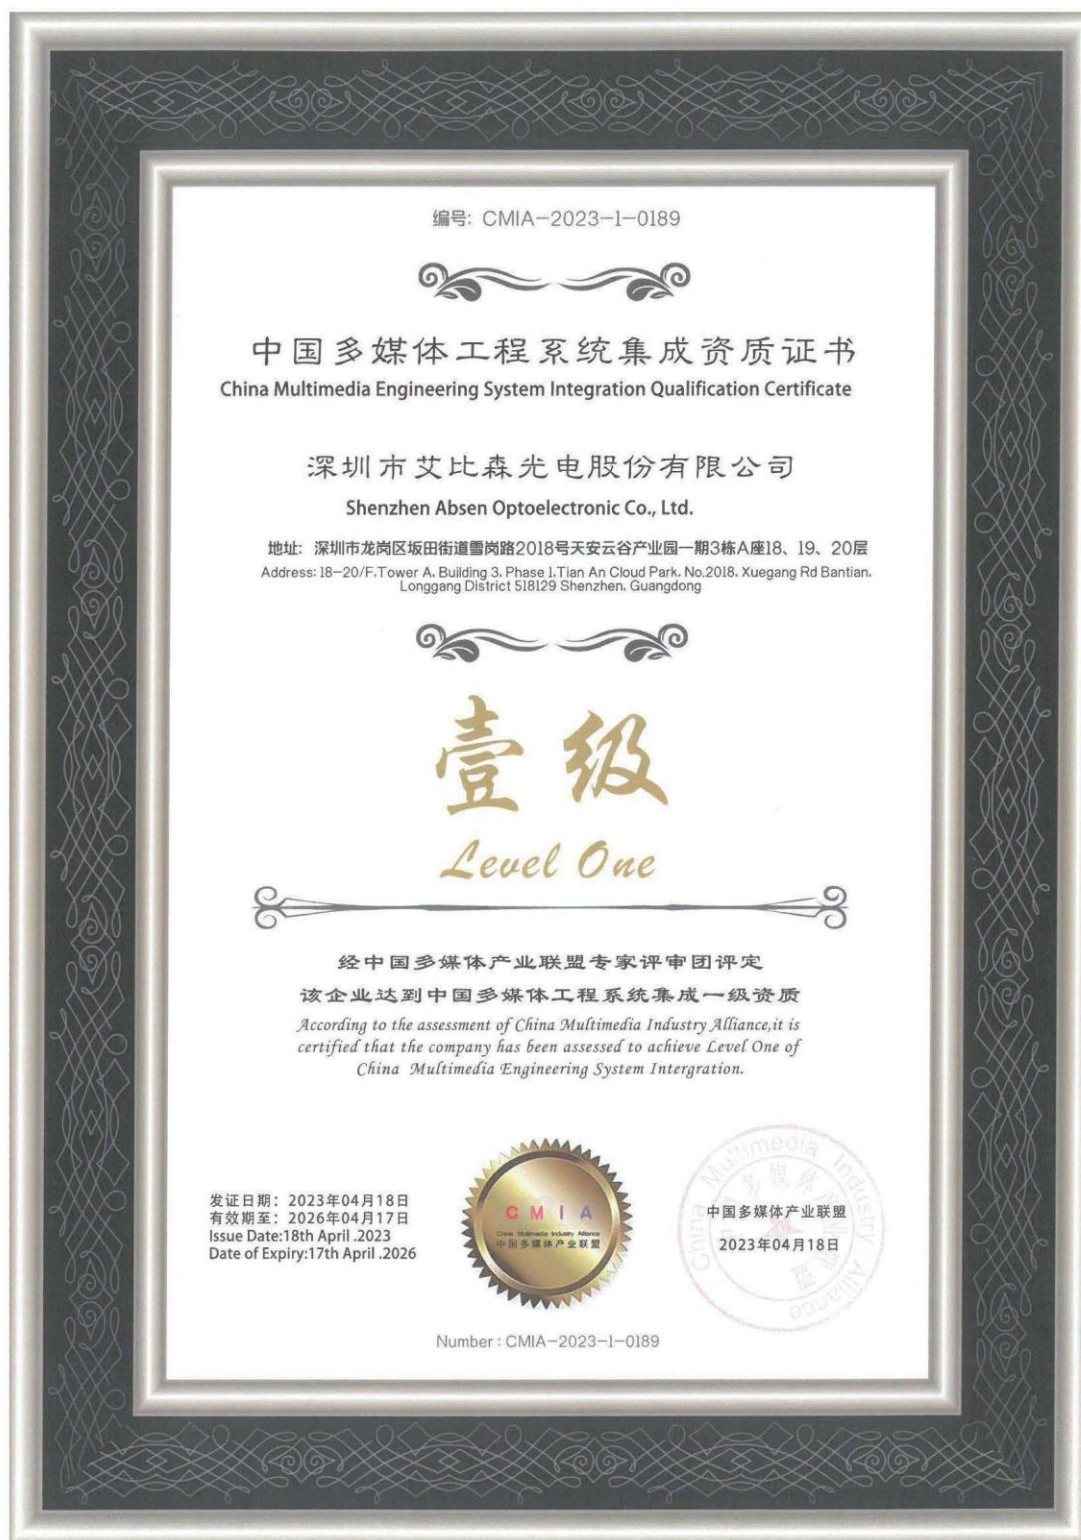 编号: CMIA-2023-1-0189
中国多媒体工程系统集成资质证书
China Multimedia Engineering System Integration Qualification Certificate
深圳市艾比森光电股份有限公司
Shenzhen Absen Optoelectronic Co., Ltd.
地址: 深圳市龙岗区坂田街道雪岗路2018号天安云谷产业园一期3栋A座18、19、20层
Address: 18-20/F.Tower A. Building 3. Phase 1.Tian An Cloud Park. No.2018. Xuegang Rd Bantian.
Longgang District 518129 Shenzhen. Guangdong
壹级
Level One
经中国多媒体产业联盟专家评审团评定
该企业达到中国多媒体工程系统集成一级资质
According to the assessment of China Multimedia Industry Alliance,it is
certified that the company has been assessed to achieve Level One of
China Multimedia Engineering System Intergration.
发证日期: 2023年04月18日
有效期至: 2026年04月17日
Issue Date:18th April .2023
Date of Expiry:17th April .2026
CMIA
China Multimedia Industry Alliance
中国多媒体产业联盟
China Multimedia Industry Alliance
中国多媒体产业联盟
中国多媒体产业联盟
2023年04月18日
Number : CMIA-2023-1-0189